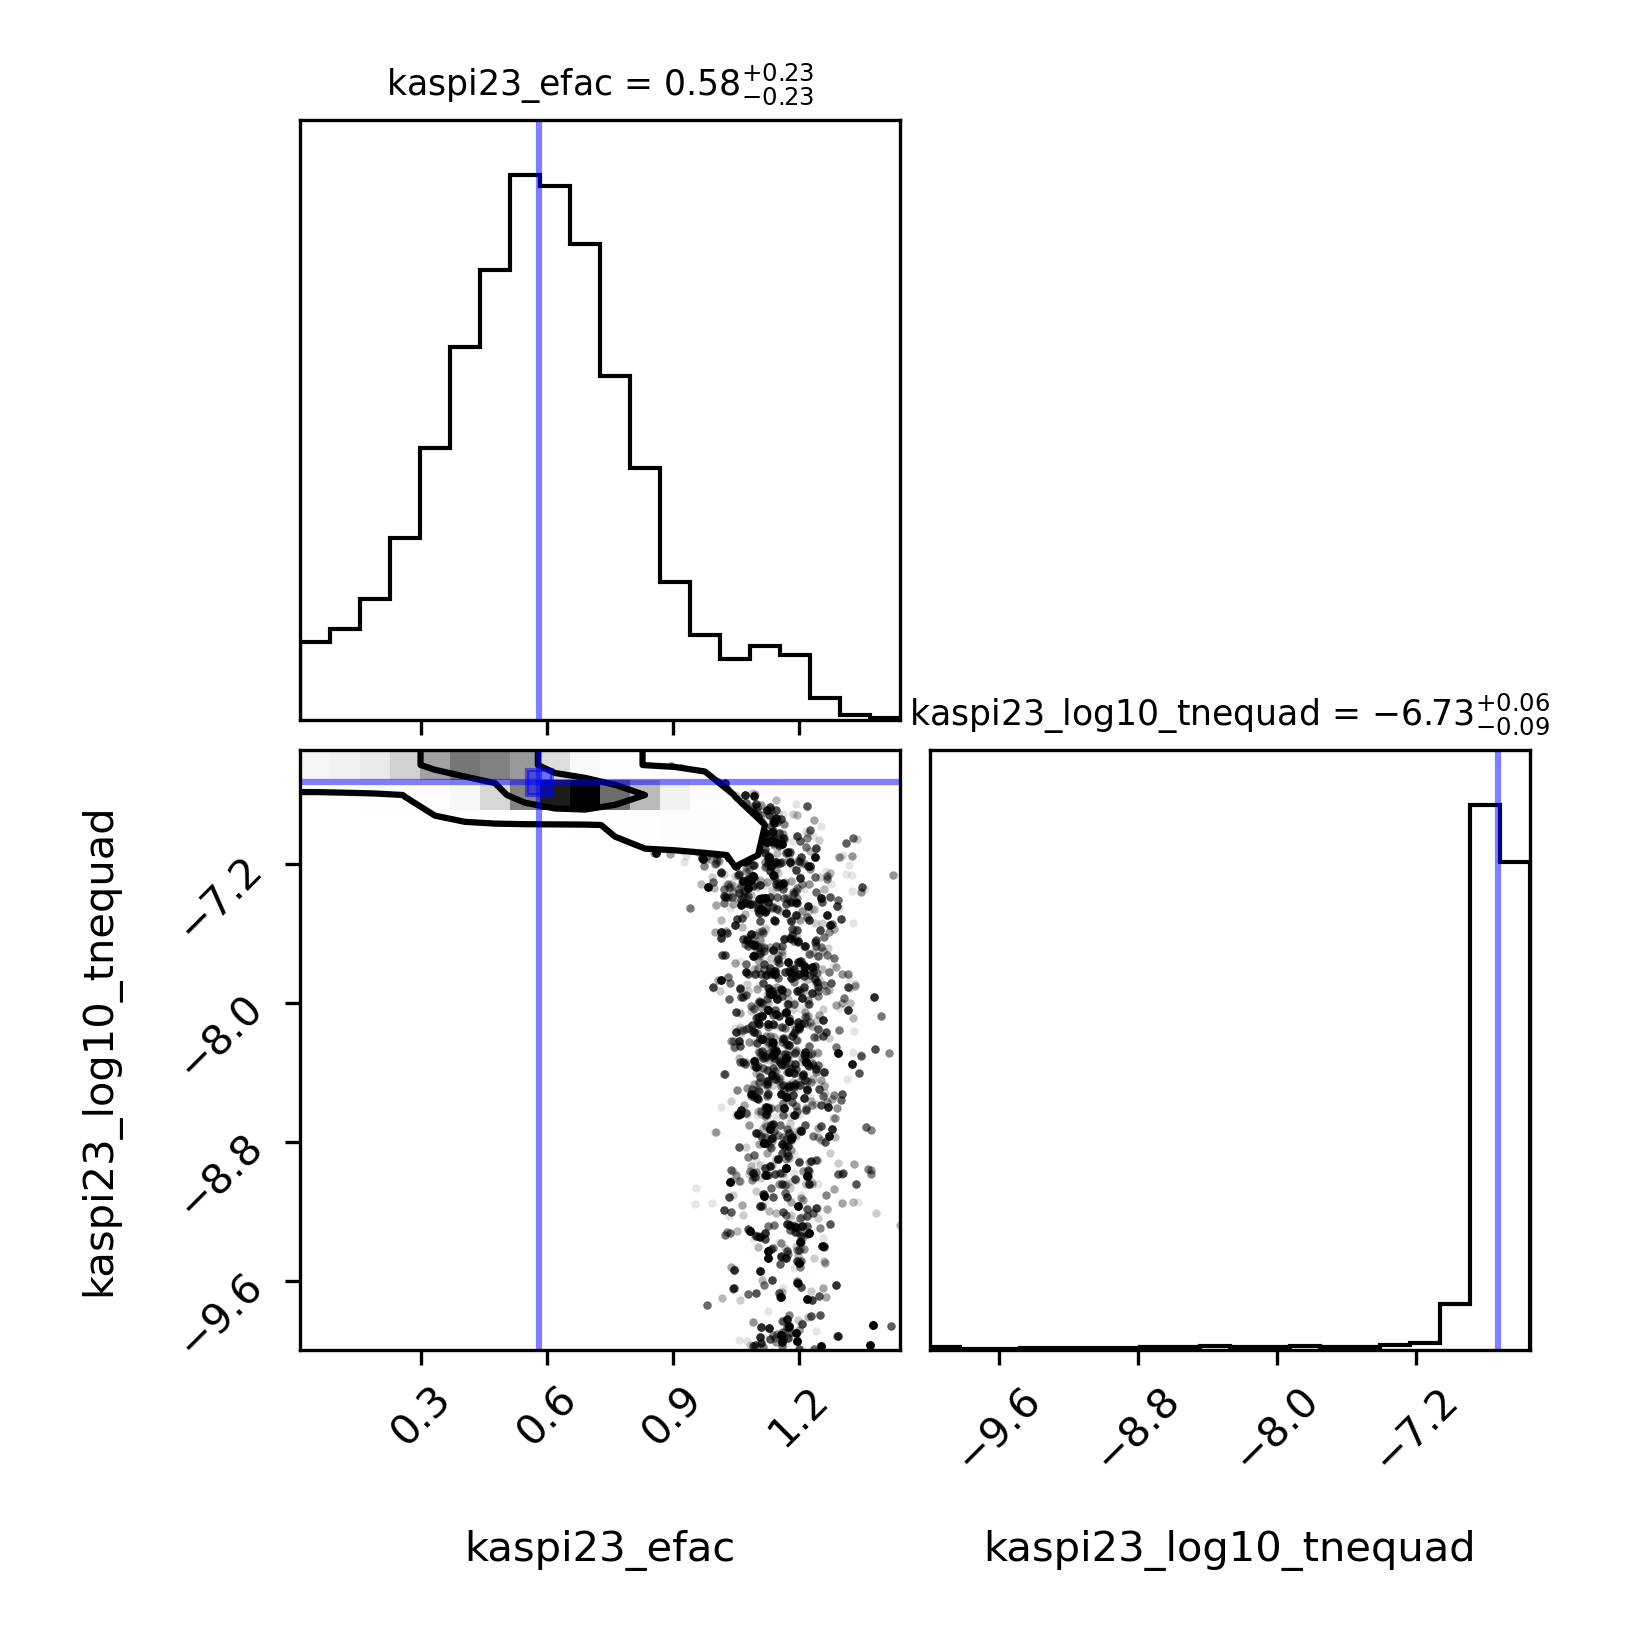 kaspi23_efac = 0.58^{+0.23}_{-0.23}
kaspi23_log10_tnequad = −6.73^{+0.06}_{−0.09}
kaspi23_log10_tnequad
−7.2
−8.0
−8.8
−9.6
0.3
0.6
0.9
1.2
−9.6
−8.8
−8.0
−7.2
kaspi23_efac
kaspi23_log10_tnequad